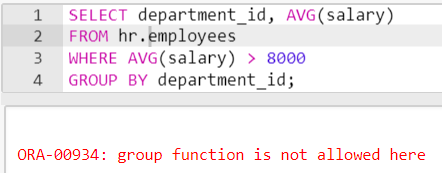 1 SELECT department_id, AVG(salary)
2 FROM hr.employees
3 WHERE AVG(salary) > 8000
4 GROUP BY department_id;
ORA-00934: group function is not allowed here